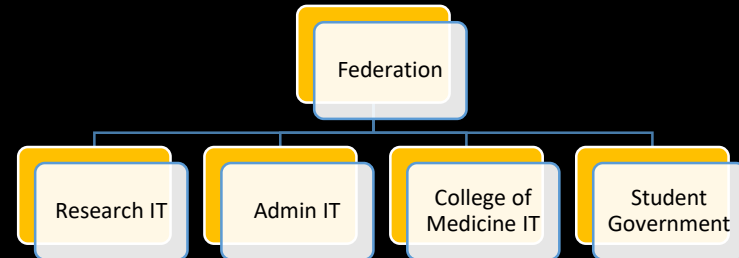 Federation
Research IT
Admin IT
College of
Medicine IT
Student
Government